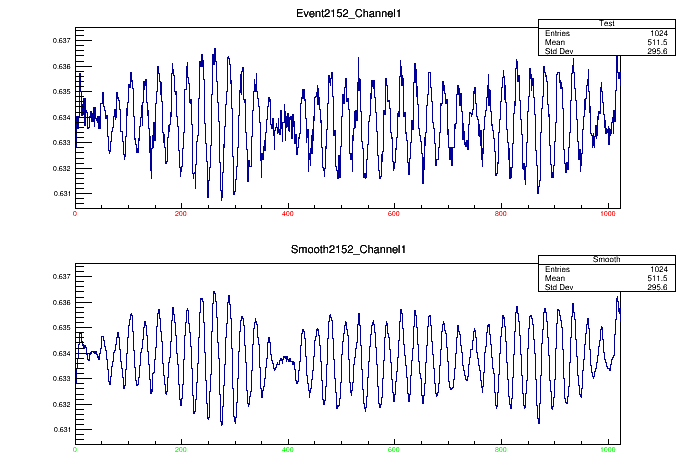 Event2152_Channel1
Test
Entries 1024
Mean 511.5
Std Dev 295.6
0.637
0.636
0.635
0.634
0.633
0.632
0.631
0 200 400 600 800 1000
Smooth2152_Channel1
Smooth
Entries 1024
Mean 511.5
Std Dev 295.6
0.637
0.636
0.635
0.634
0.633
0.632
0.631
0 200 400 600 800 1000